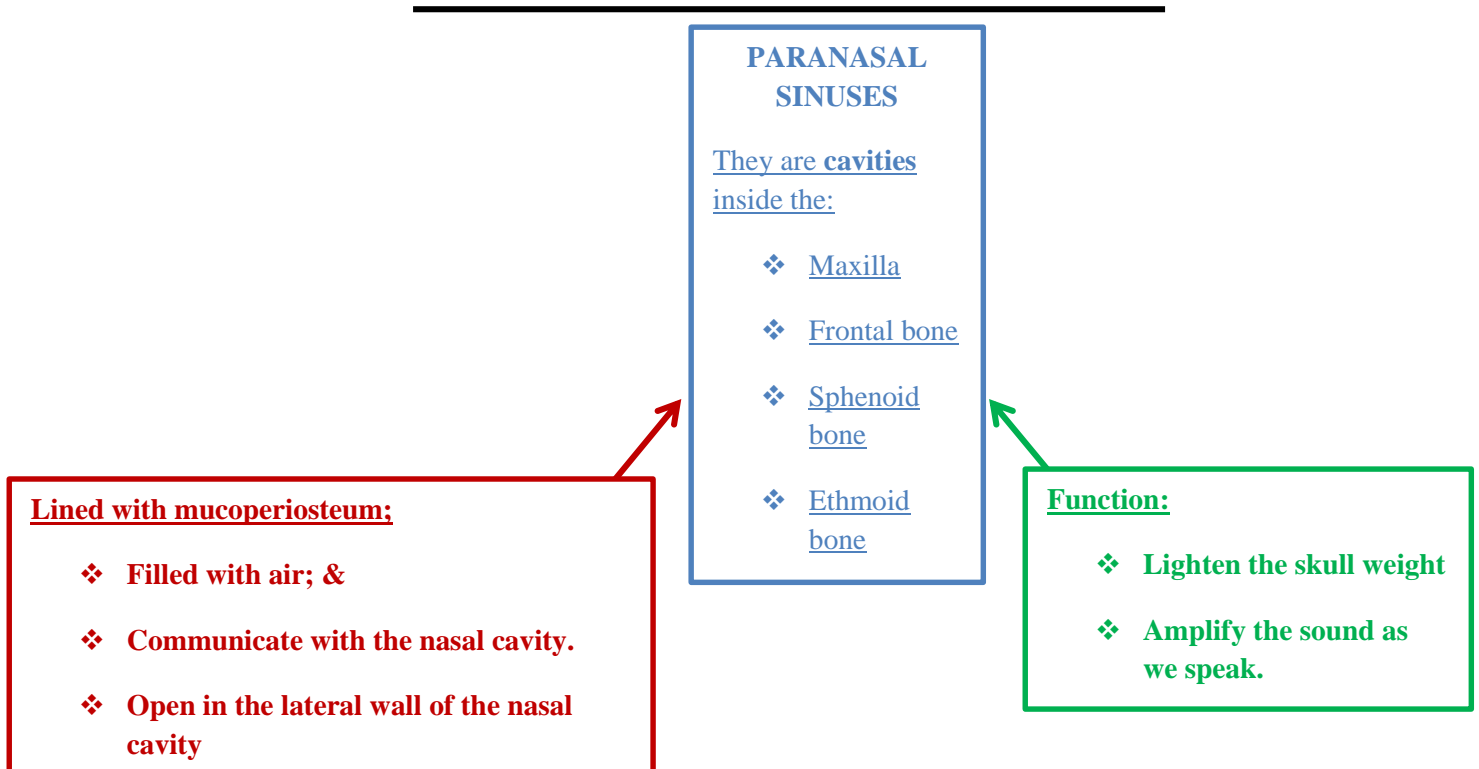 PARANASAL
SINUSES
They are cavities
inside the:
❖ Maxilla
❖ Frontal bone
❖ Sphenoid
bone
❖ Ethmoid
bone
Lined with mucoperiosteum;
❖ Filled with air; &
❖ Communicate with the nasal cavity.
❖ Open in the lateral wall of the nasal
cavity
Function:
❖ Lighten the skull weight
❖ Amplify the sound as
we speak.